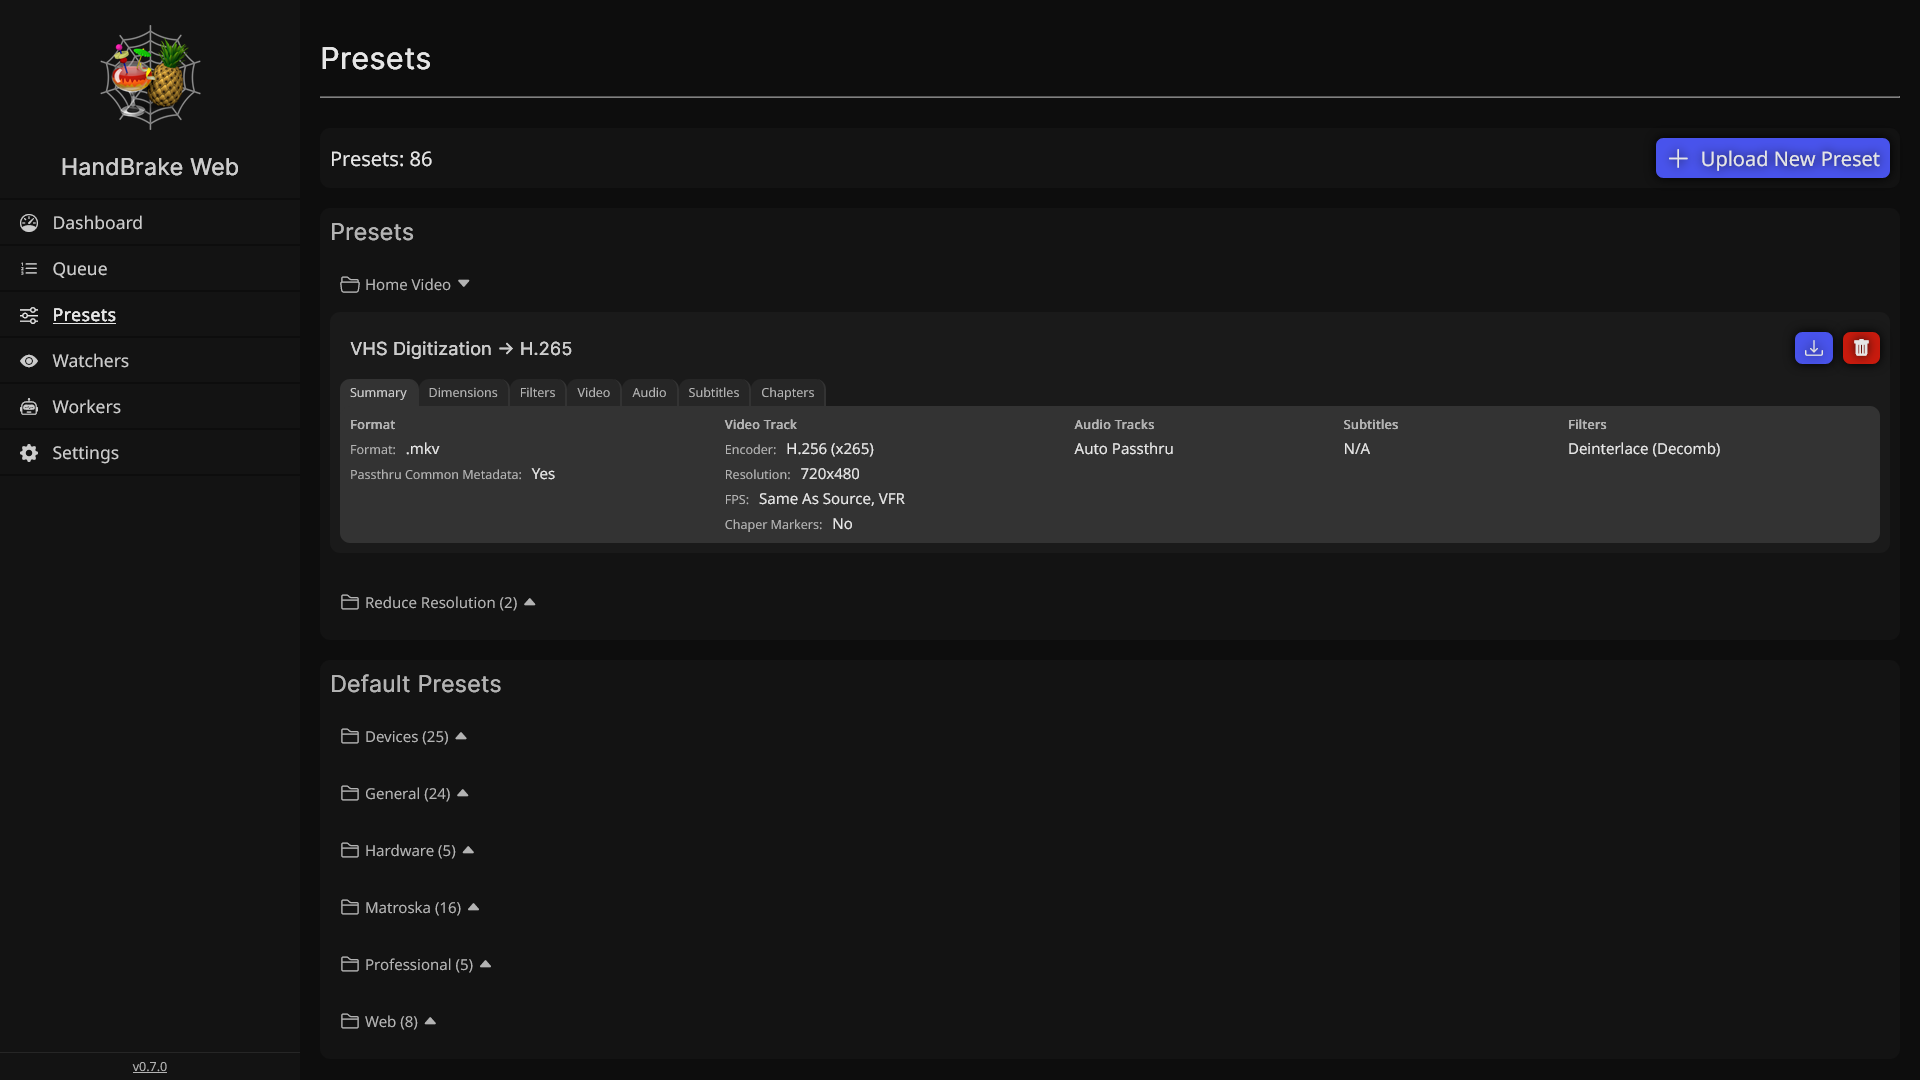 HandBrake Web
Dashboard
Queue
Presets
Watchers
Workers
Settings
v0.7.0
Presets
Presets: 86
Upload New Preset
Presets
Home Video
VHS Digitization → H.265
Summary Dimensions Filters Video Audio Subtitles Chapters
Format
Format: .mkv
Passthru Common Metadata: Yes
Video Track
Encoder: H.256 (x265)
Resolution: 720x480
FPS: Same As Source, VFR
Chaper Markers: No
Audio Tracks
Auto Passthru
Subtitles
N/A
Filters
Deinterlace (Decomb)
Reduce Resolution (2)
Default Presets
Devices (25)
General (24)
Hardware (5)
Matroska (16)
Professional (5)
Web (8)